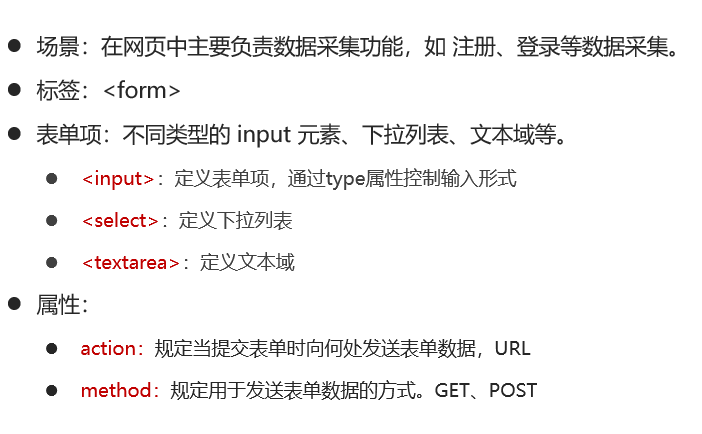 场景：在网页中主要负责数据采集功能，如 注册、登录等数据采集。
标签：<form>
表单项：不同类型的 input 元素、下拉列表、文本域等。
<input>：定义表单项，通过type属性控制输入形式
<select>：定义下拉列表
<textarea>：定义文本域
属性：
action：规定当提交表单时向何处发送表单数据，URL
method：规定用于发送表单数据的方式。GET、POST